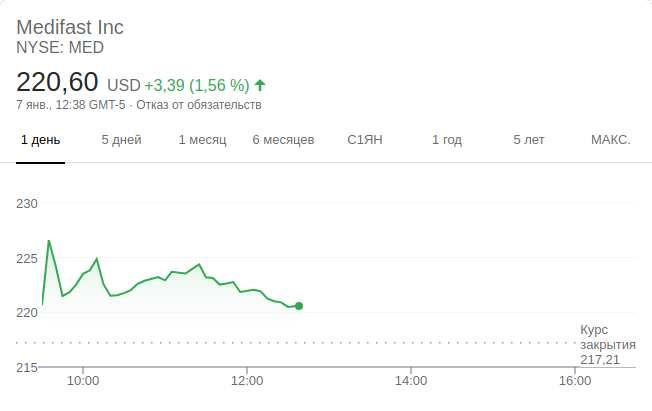 Medifast Inc
NYSE: MED
220,60 USD +3,39 (1,56 %)
7 янв., 12:38 GMT-5 · Отказ от обязательств
1 день 5 дней 1 месяц 6 месяцев С1ЯН 1 год 5 лет МАКС.
230
225
220
Курс
закрытия
217,21
215
10:00 12:00 14:00 16:00